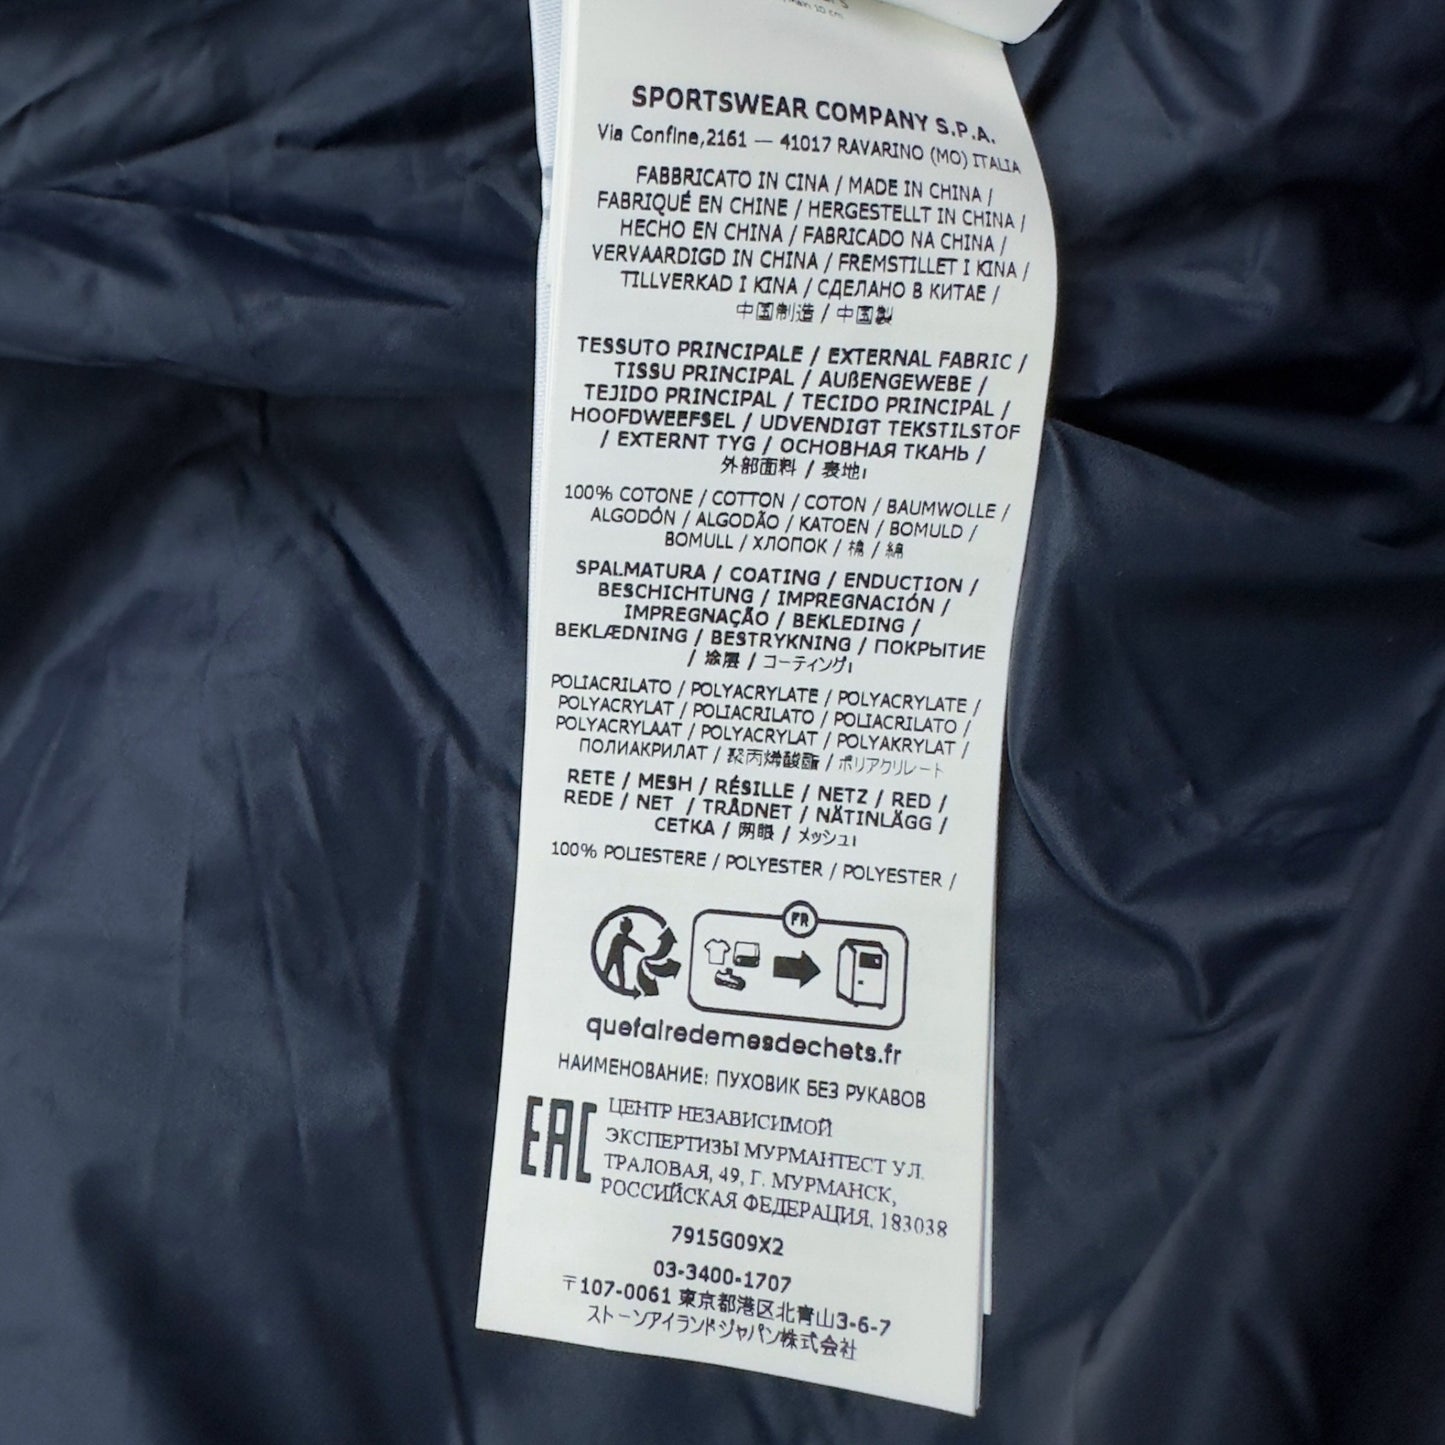 10 cm
SPORTSWEAR COMPANY S.P.A.
Via Confine,2161 — 41017 RAVARINO (MO) ITALIA
FABBRICATO IN CINA / MADE IN CHINA /
FABRIQUÉ EN CHINE / HERGESTELLT IN CHINA /
HECHO EN CHINA / FABRICADO NA CHINA /
VERVAARDIGD IN CHINA / FREMSTILLET I KINA /
TILLVERKAD I KINA / СДЕЛАНО В КИТАЕ /
中国制造 / 中国製
TESSUTO PRINCIPALE / EXTERNAL FABRIC /
TISSU PRINCIPAL / AUßENGEWEBE /
TEJIDO PRINCIPAL / TECIDO PRINCIPAL /
HOOFDWEEFSEL / UDVENDIGT TEKSTILSTOF
/ EXTERNT TYG / ОСНОВНАЯ ТКАНЬ /
外部面料 / 表地:
100% COTONE / COTTON / COTON / BAUMWOLLE /
ALGODÓN / ALGODÃO / KATOEN / BOMULD /
BOMULL / ХЛОПОК / 棉 / 綿
SPALMATURA / COATING / ENDUCTION /
BESCHICHTUNG / IMPREGNACIÓN /
IMPREGNAÇÃO / BEKLEDING /
BEKLÆDNING / BESTRYKNING / ПОКРЫТИЕ
/ 涂层 / コーティング:
POLIACRILATO / POLYACRYLATE / POLYACRYLATE /
POLYACRYLAT / POLIACRILATO / POLIACRILATO /
POLYACRYLAAT / POLYACRYLAT / POLYAKRYLAT /
ПОЛИАКРИЛАТ / 聚丙烯酸酯 / ポリアクリレート
RETE / MESH / RÉSILLE / NETZ / RED /
REDE / NET / TRÅDNET / NÄTINLÄGG /
СЕТКА / 网眼 / メッシュ:
100% POLIESTERE / POLYESTER / POLYESTER /
FR
quefairedemesdechets.fr
НАИМЕНОВАНИЕ: ПУХОВИК БЕЗ РУКАВОВ
EAC
ЦЕНТР НЕЗАВИСИМОЙ
ЭКСПЕРТИЗЫ МУРМАНТЕСТ УЛ.
ТРАЛОВАЯ, 49, Г. МУРМАНСК,
РОССИЙСКАЯ ФЕДЕРАЦИЯ, 183038
7915G09X2
03-3400-1707
〒107-0061 東京都港区北青山3-6-7
ストーンアイランドジャパン株式会社